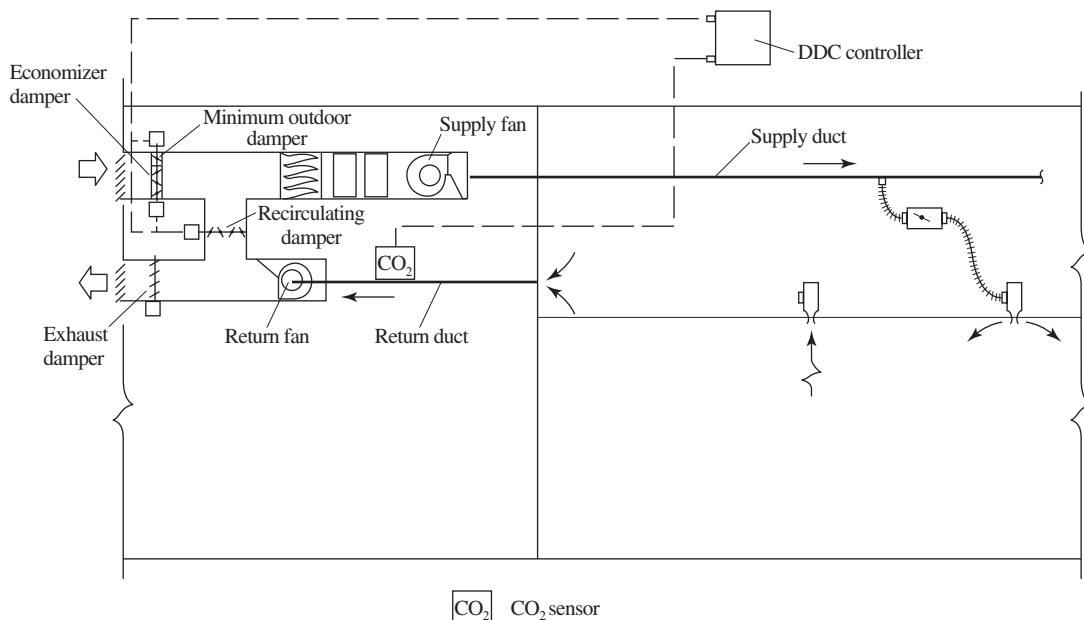 DDC controller
Economizer
damper
Minimum outdoor
damper
Supply fan
Supply duct
Recirculating
damper
CO₂
Exhaust
damper
Return fan
Return duct
CO₂ CO₂ sensor